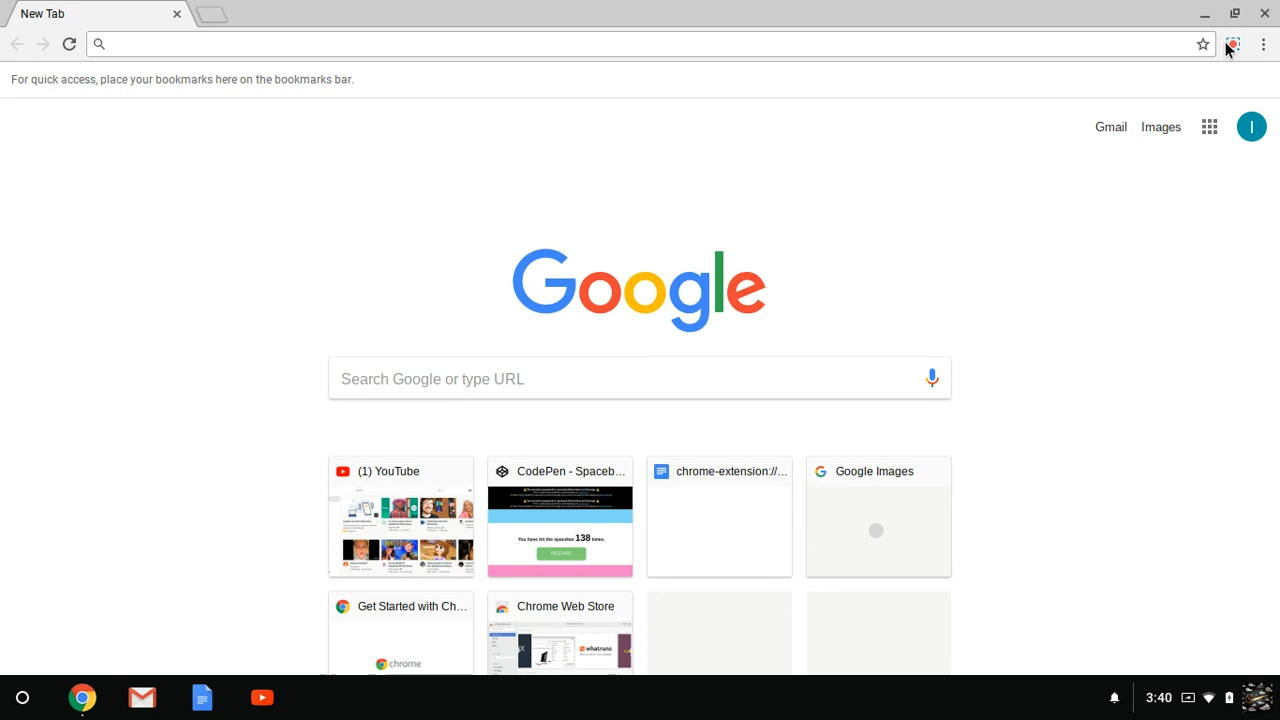 New Tab
For quick access, place your bookmarks here on the bookmarks bar.
Gmail Images I
Google
Search Google or type URL
(1) YouTube
CodePen - Spaceb...
chrome-extension://...
Google Images
You have hit the spacebar 138 times.
RESTART
Get Started with Ch...
Chrome Web Store
chrome
whatruns
3:40